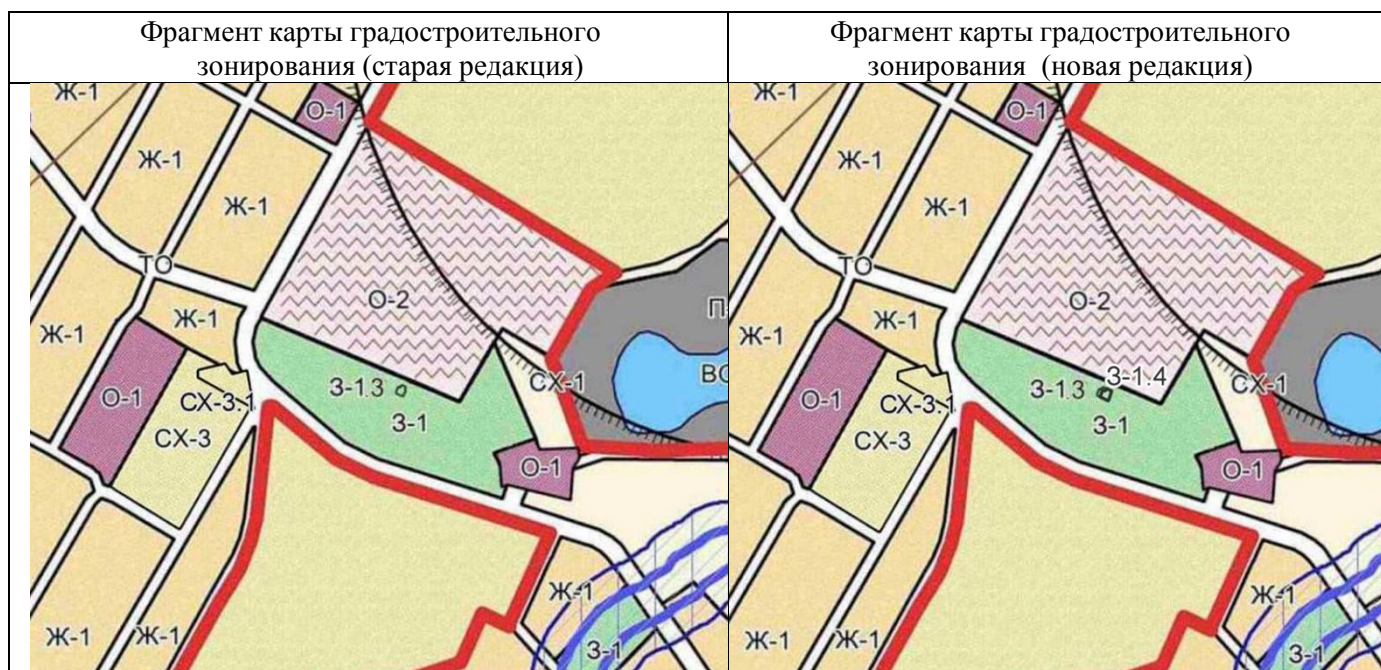 Фрагмент карты градостроительного
зонирования (старая редакция)
Фрагмент карты градостроительного
зонирования (новая редакция)
Ж-1
О-1
Ж-1
Ж-1
ТО
О-2
Ж-1
Ж-1
П-
О-1
СХ-3.1
СХ-3
З-1.3
З-1
СХ-1
ВО
О-1
Ж-1
Ж-1
Ж-1
З-1
Ж-1
О-1
Ж-1
Ж-1
ТО
О-2
Ж-1
Ж-1
О-1
СХ-3.1
СХ-3
З-1.3
З-1.4
З-1
СХ-1
О-1
Ж-1
Ж-1
Ж-1
З-1